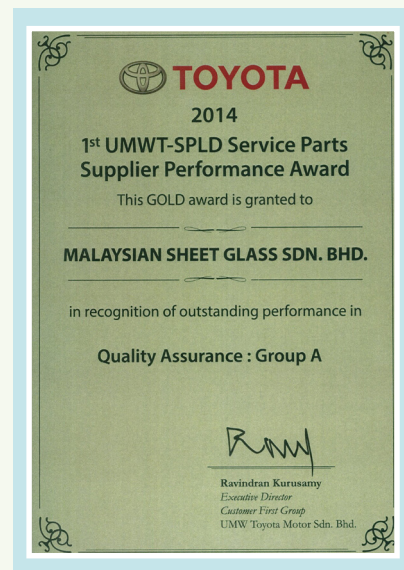 TOYOTA
2014
1st UMWT-SPLD Service Parts
Supplier Performance Award
This GOLD award is granted to
MALAYSIAN SHEET GLASS SDN. BHD.
in recognition of outstanding performance in
Quality Assurance : Group A
Ravindran Kurusamy
Executive Director
Customer First Group
UMW Toyota Motor Sdn. Bhd.